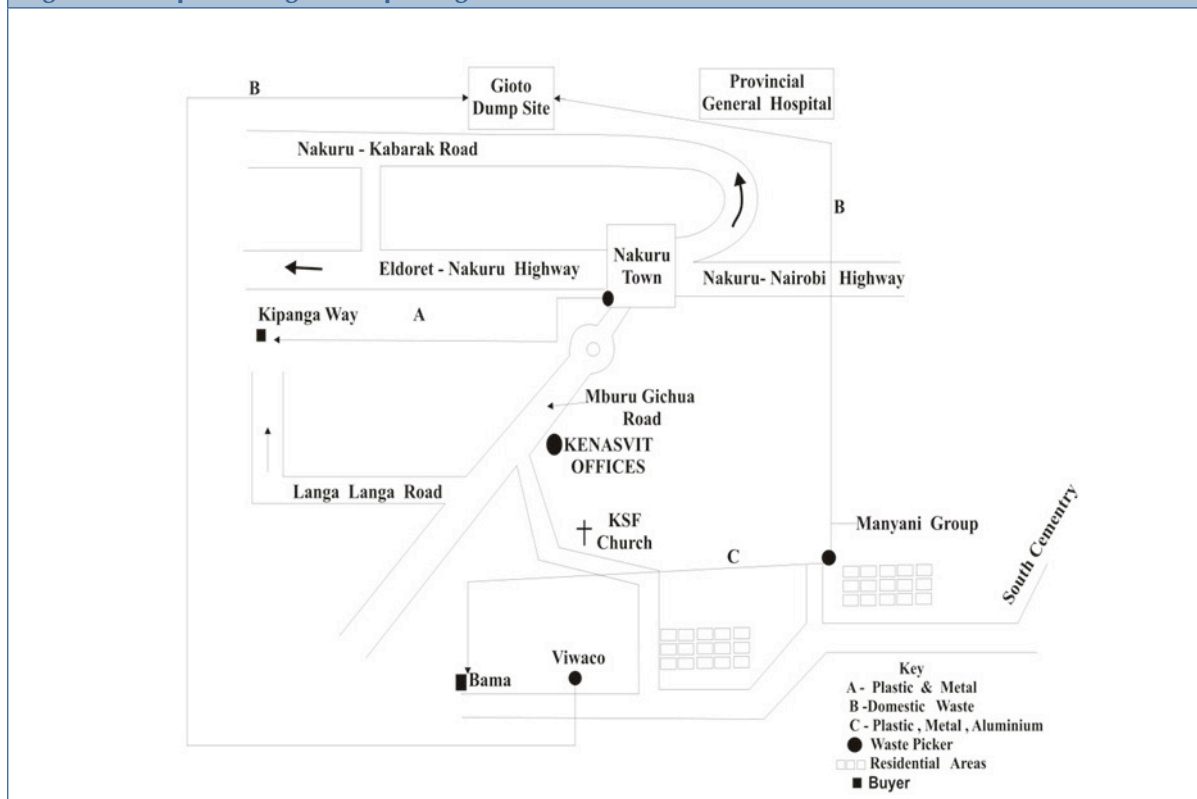 B
Gioto
Dump Site
Provincial
General Hospital
Nakuru - Kabarak Road
B
Nakuru
Town
Eldoret - Nakuru Highway
Nakuru- Nairobi Highway
Kipanga Way
A
Mburu Gichua
Road
KENASVIT
OFFICES
Langa Langa Road
KSF
Church
Manyani Group
C
South Cementry
Viwaco
Bama
Key
A - Plastic & Metal
B -Domestic Waste
C - Plastic , Metal , Aluminium
Waste Picker
Residential Areas
Buyer